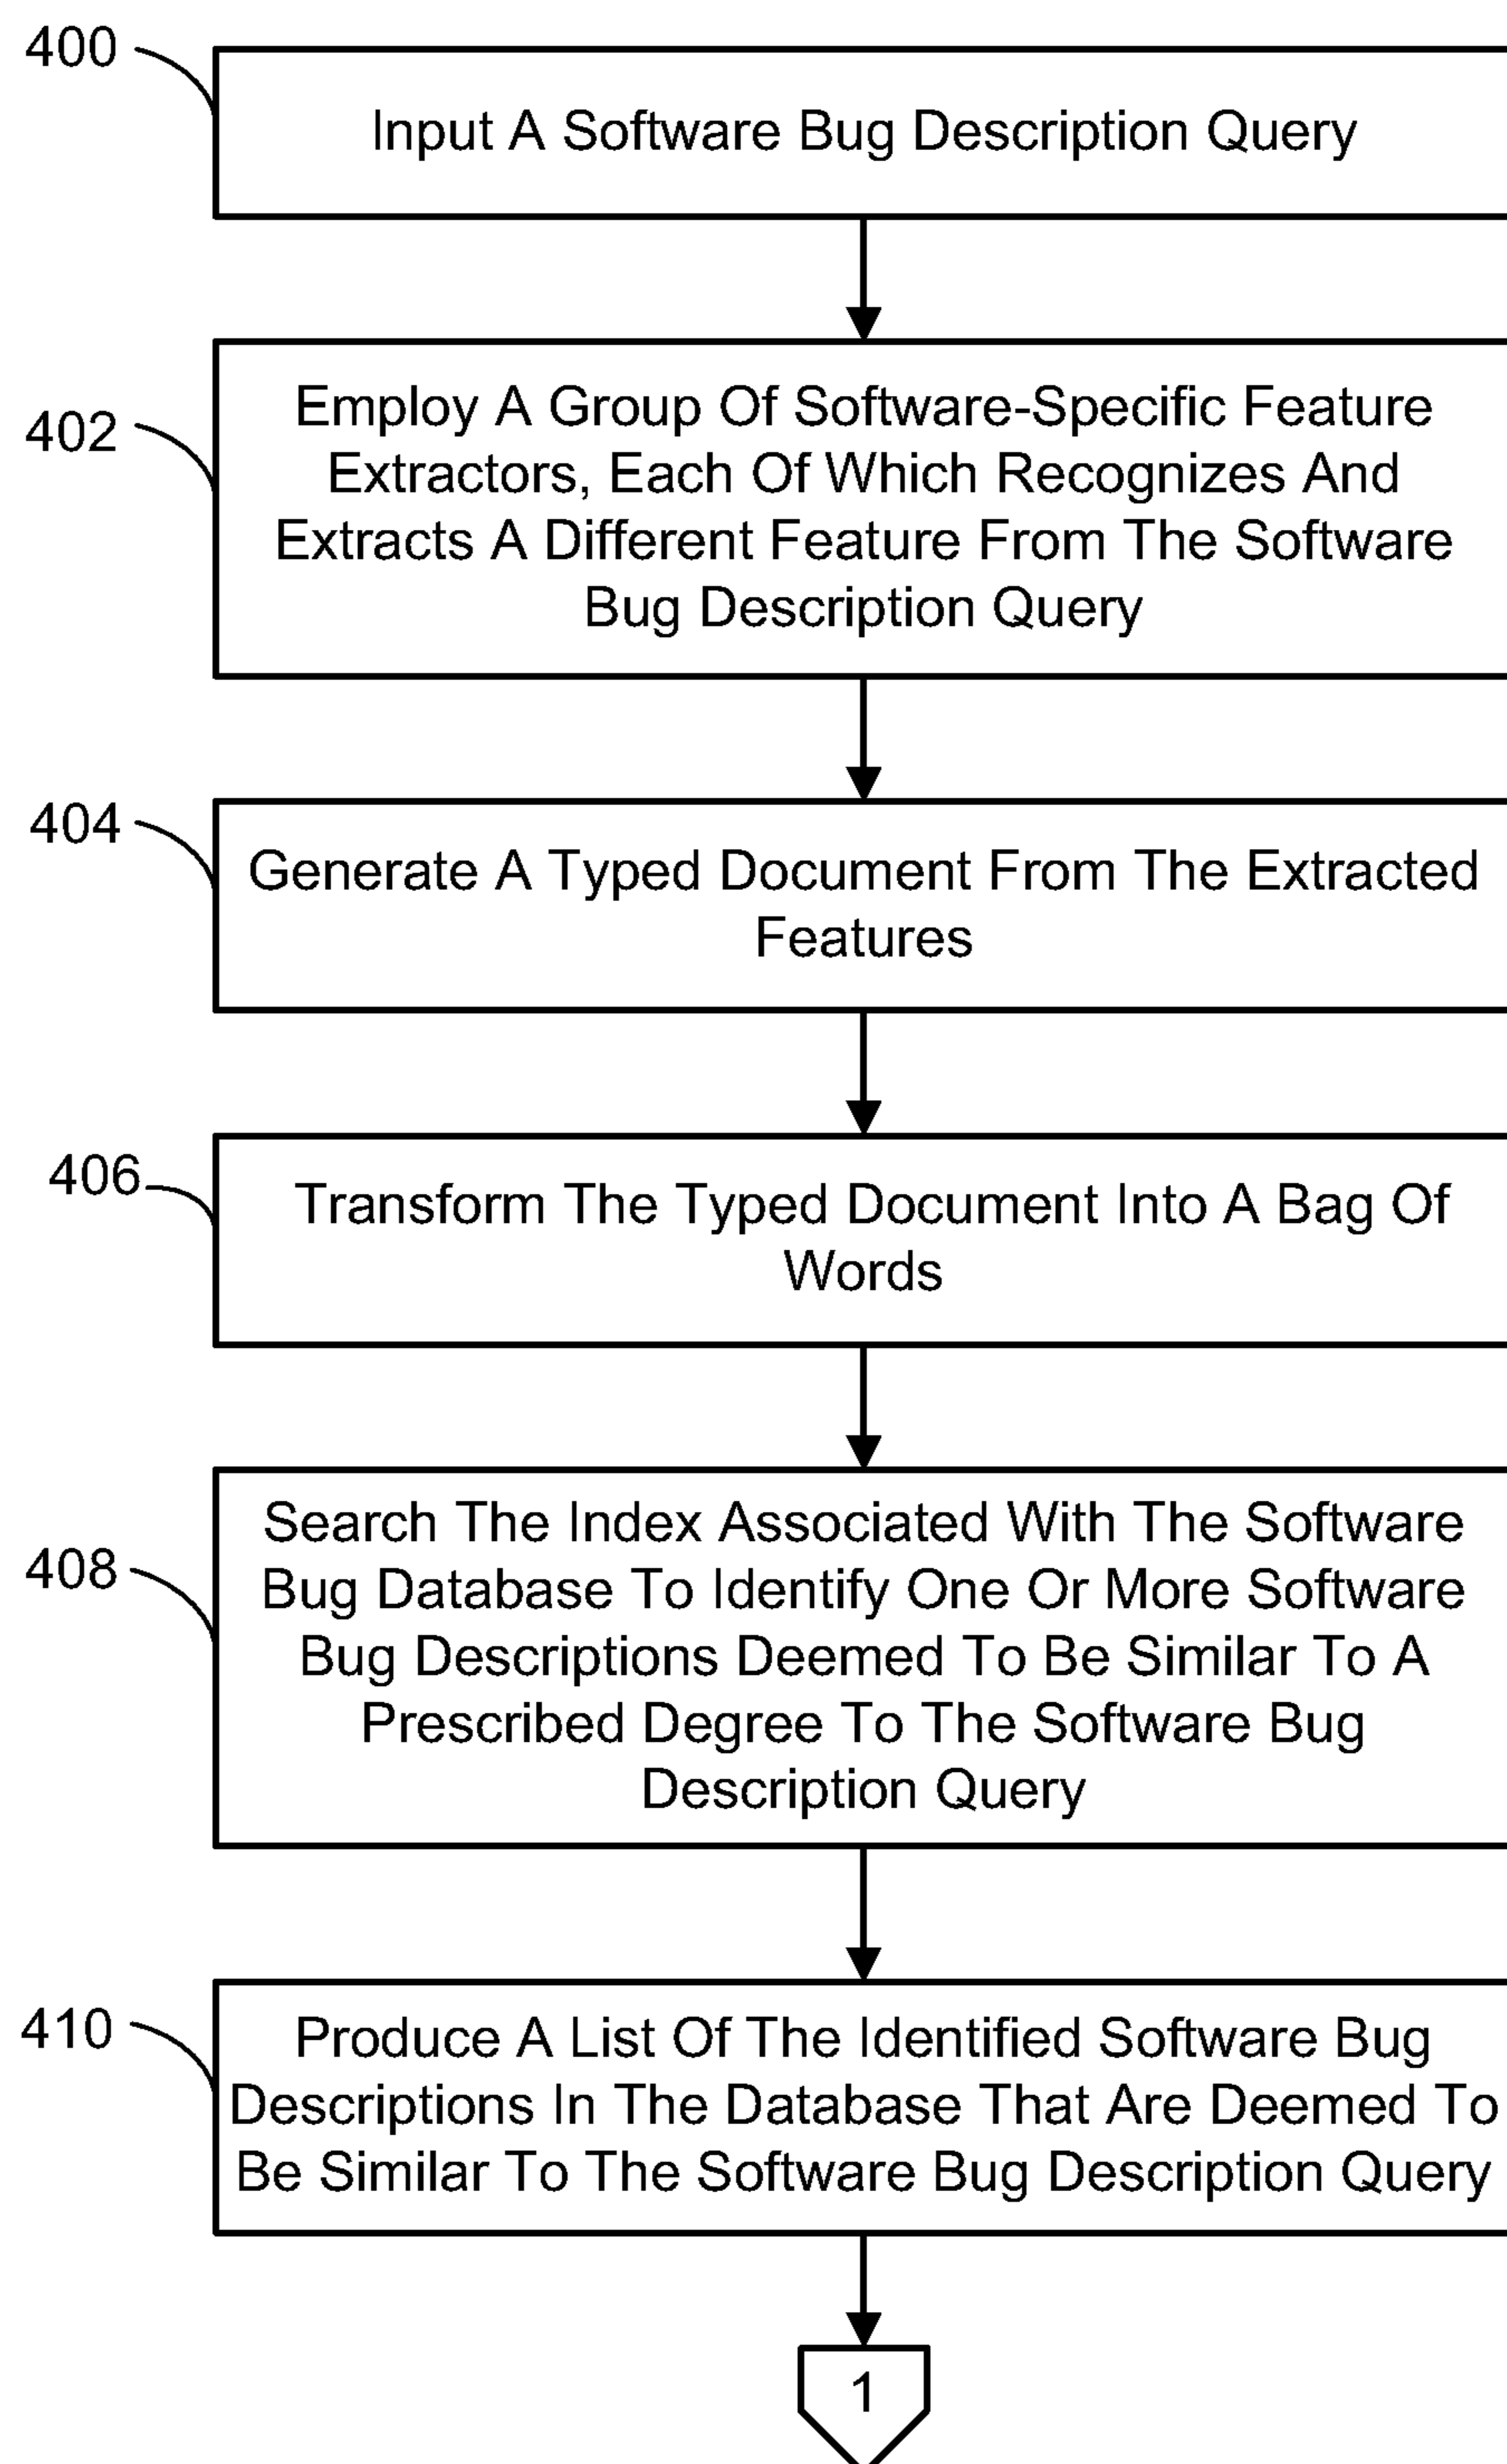 400
Input A Software Bug Description Query
402
Employ A Group Of Software-Specific Feature
Extractors, Each Of Which Recognizes And
Extracts A Different Feature From The Software
Bug Description Query
404
Generate A Typed Document From The Extracted
Features
406
Transform The Typed Document Into A Bag Of
Words
408
Search The Index Associated With The Software
Bug Database To Identify One Or More Software
Bug Descriptions Deemed To Be Similar To A
Prescribed Degree To The Software Bug
Description Query
410
Produce A List Of The Identified Software Bug
Descriptions In The Database That Are Deemed To
Be Similar To The Software Bug Description Query
1